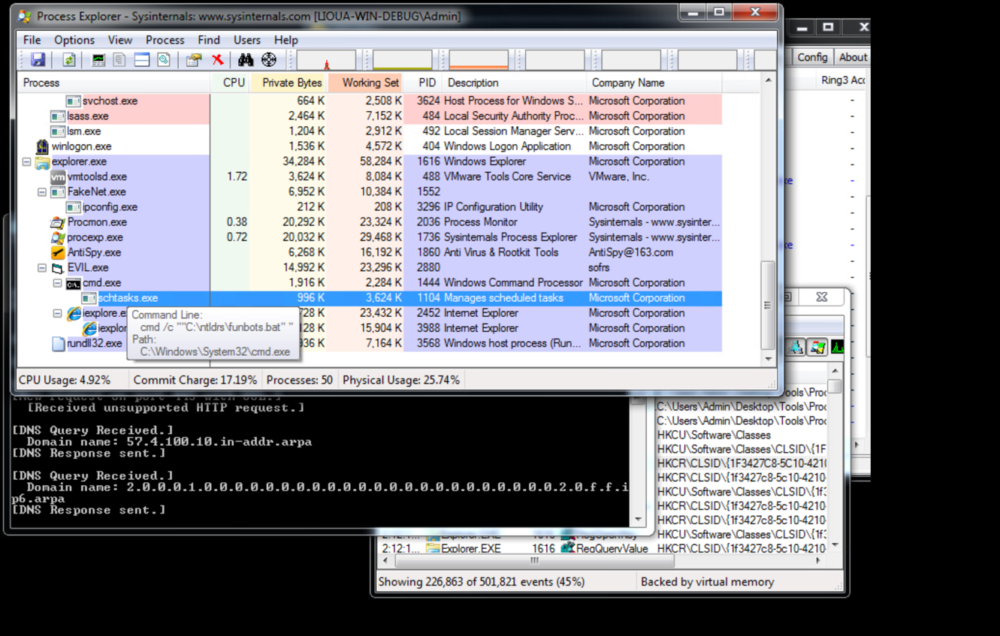 Process Explorer - Sysinternals: www.sysinternals.com [LIOUA-WIN-DEBUG\Admin]
File Options View Process Find Users Help
Process CPU Private Bytes Working Set PID Description Company Name
svchost.exe 664 K 2,508 K 3624 Host Process for Windows S... Microsoft Corporation
lsass.exe 2,464 K 7,152 K 484 Local Security Authority Proc... Microsoft Corporation
lsm.exe 1,204 K 2,912 K 492 Local Session Manager Serv... Microsoft Corporation
winlogon.exe 1,536 K 4,572 K 404 Windows Logon Application Microsoft Corporation
explorer.exe 34,284 K 58,284 K 1616 Windows Explorer Microsoft Corporation
vm vmtoolsd.exe 1.72 3,624 K 8,084 K 488 VMware Tools Core Service VMware, Inc.
FakeNet.exe 6,952 K 10,384 K 1552
ipconfig.exe 212 K 208 K 3296 IP Configuration Utility Microsoft Corporation
Procmon.exe 0.38 20,292 K 23,324 K 2036 Process Monitor Sysinternals - www.sysinter...
procexp.exe 0.72 20,032 K 29,468 K 1736 Sysinternals Process Explorer Sysinternals - www.sysinter...
AntiSpy.exe 6,268 K 16,192 K 1860 Anti Virus & Rootkit Tools AntiSpy@163.com
EVIL.exe 14,992 K 23,296 K 2880 sofrs
cmd.exe 1,916 K 2,284 K 1444 Windows Command Processor Microsoft Corporation
schtasks.exe 996 K 3,624 K 1104 Manages scheduled tasks Microsoft Corporation
iexplore.e 728 K 23,432 K 2452 Internet Explorer Microsoft Corporation
iexplor 128 K 15,904 K 3988 Internet Explorer Microsoft Corporation
rundll32.exe 936 K 7,164 K 3568 Windows host process (Run... Microsoft Corporation
Command Line:
cmd /c ""C:\ntldrs\funbots.bat" "
Path:
C:\Windows\System32\cmd.exe
CPU Usage: 4.92% Commit Charge: 17.19% Processes: 50 Physical Usage: 25.74%
Config About
Ring3 Acc
xe
xe
[Received unsupported HTTP request.]
[DNS Query Received.]
Domain name: 57.4.100.10.in-addr.arpa
[DNS Response sent.]
[DNS Query Received.]
Domain name: 2.0.0.0.1.0.0.0.0.0.0.0.0.0.0.0.0.0.0.0.0.0.0.0.0.0.0.0.2.0.f.f.i
p6.arpa
[DNS Response sent.]
ools\Proc
C:\Users\Admin\Desktop\Tools\Proc
C:\Users\Admin\Desktop\Tools\Proc
HKCU\Software\Classes
HKCU\Software\Classes\CLSID\{1F
HKCR\CLSID\{1F3427C8-5C10-4210
HKCR\CLSID\{1f3427c8-5c10-4210-
HKCU\Software\Classes\CLSID\{1f3
HKCR\CLSID\{1f3427c8-5c10-4210-
HKCR\CLSID\{1f3427c8-5c10-4210-
HKCU\Software\Classes\CLSID\{1f3
2:12:1... Explorer.EXE 1616 RegQueryValue HKCR\CLSID\{1f3427c8-5c10-4210-
Showing 226,863 of 501,821 events (45%) Backed by virtual memory